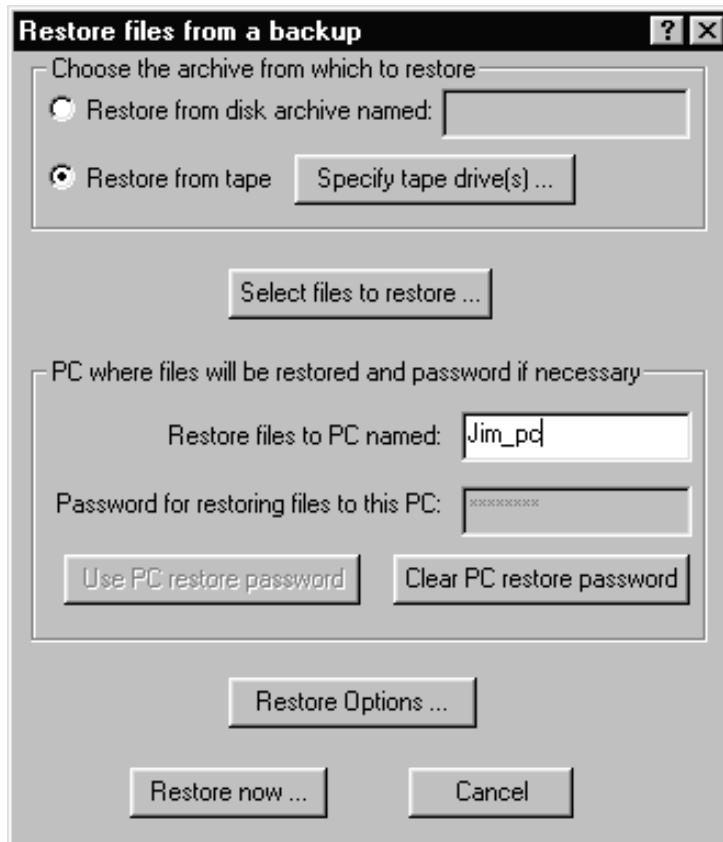 Restore files from a backup
Choose the archive from which to restore
Restore from disk archive named:
Restore from tape Specify tape drive(s) ...
Select files to restore ...
PC where files will be restored and password if necessary
Restore files to PC named: Jim_pc
Password for restoring files to this PC: ********
Use PC restore password Clear PC restore password
Restore Options ...
Restore now ... Cancel